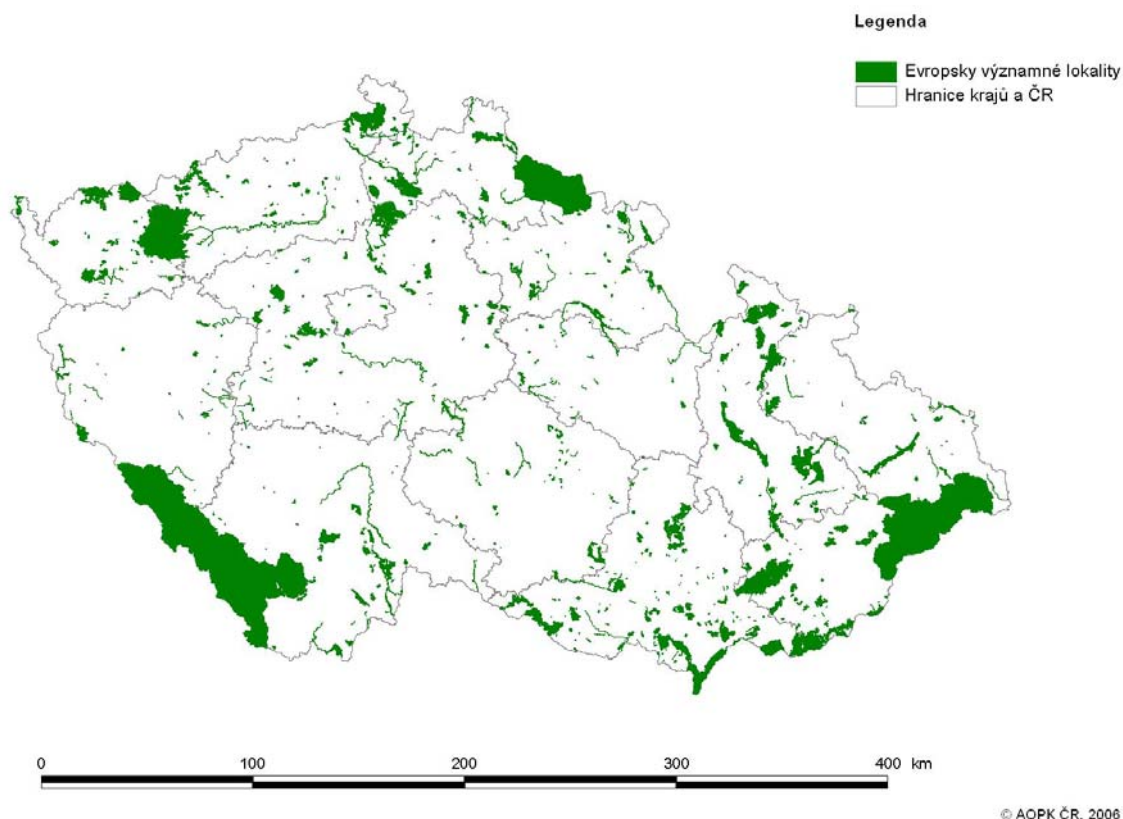 Legenda
Evropsky významné lokality
Hranice krajů a ČR
0 100 200 300 400 km
© AOPK ČR, 2006